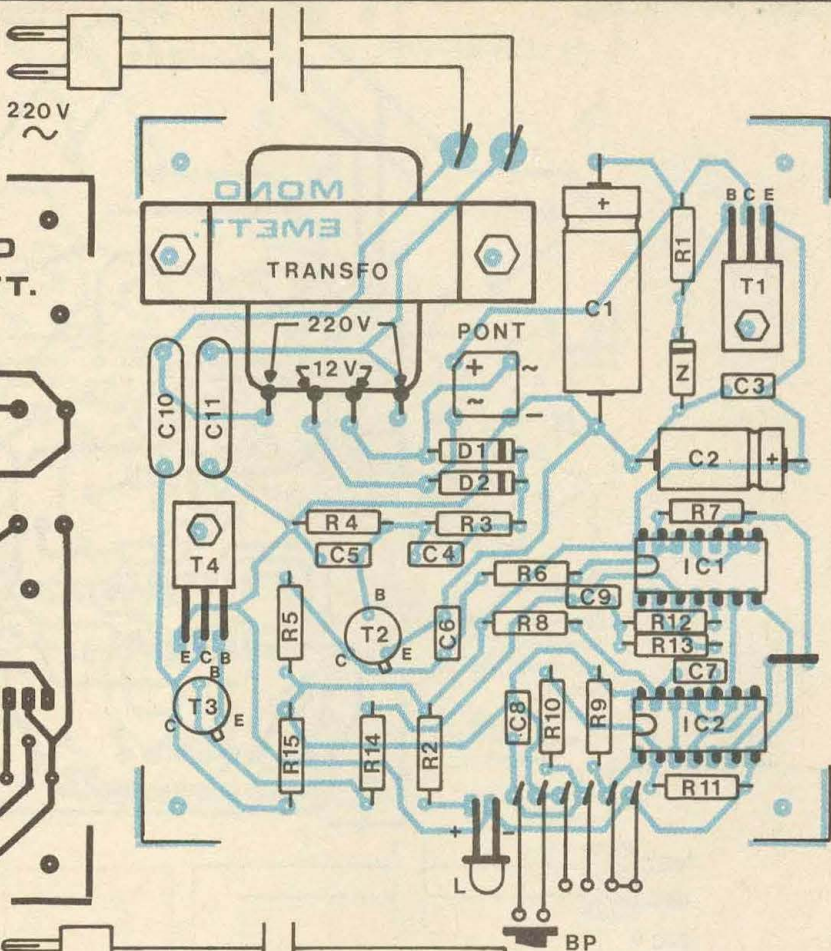 220V
~
MONO
EMETT.
T.
TRANSFO
220V
12V
PONT
+
~
~
-
+
C1
R1
B C E
T1
Z
C3
C10
C11
D1
D2
C2
+
R4
R3
R7
C5
C4
T4
IC1
R6
C9
B
R5
T2
C6
R8
R12
R13
C
E
E C B
C7
B
T3
C
E
C8
R10
R9
IC2
R15
R14
R2
R11
+
-
L
BP